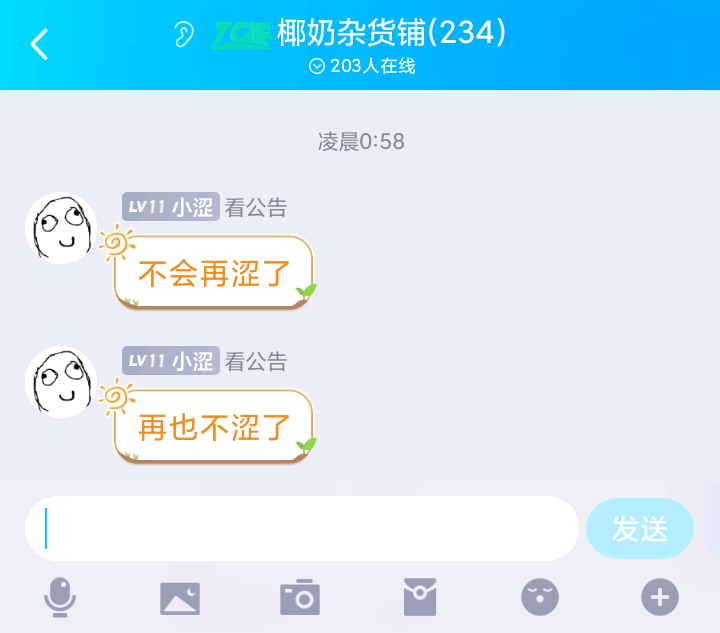 TGIF 椰奶杂货铺(234)
203人在线
凌晨0:58
LV11 小涩 看公告
不会再涩了
LV11 小涩 看公告
再也不涩了
发送